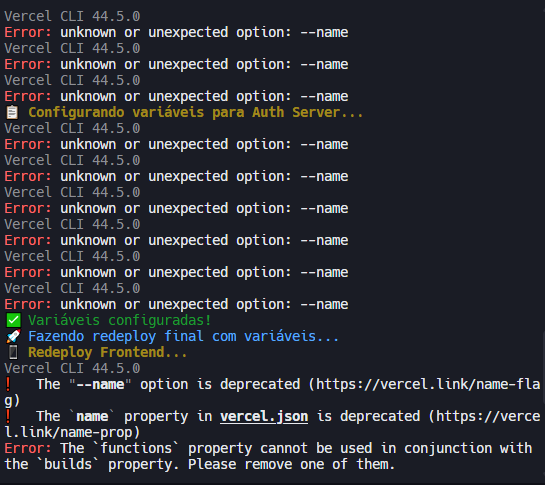 Vercel CLI 44.5.0
Error: unknown or unexpected option: --name
Vercel CLI 44.5.0
Error: unknown or unexpected option: --name
Vercel CLI 44.5.0
Error: unknown or unexpected option: --name
📋 Configurando variáveis para Auth Server...
Vercel CLI 44.5.0
Error: unknown or unexpected option: --name
Vercel CLI 44.5.0
Error: unknown or unexpected option: --name
Vercel CLI 44.5.0
Error: unknown or unexpected option: --name
Vercel CLI 44.5.0
Error: unknown or unexpected option: --name
Vercel CLI 44.5.0
Error: unknown or unexpected option: --name
Vercel CLI 44.5.0
Error: unknown or unexpected option: --name
✅ Variáveis configuradas!
🚀 Fazendo redeploy final com variáveis...
📱 Redeploy Frontend...
Vercel CLI 44.5.0
❗ The "--name" option is deprecated (https://vercel.link/name-fla
g)
❗ The `name` property in vercel.json is deprecated (https://verce
l.link/name-prop)
Error: The `functions` property cannot be used in conjunction with
the `builds` property. Please remove one of them.